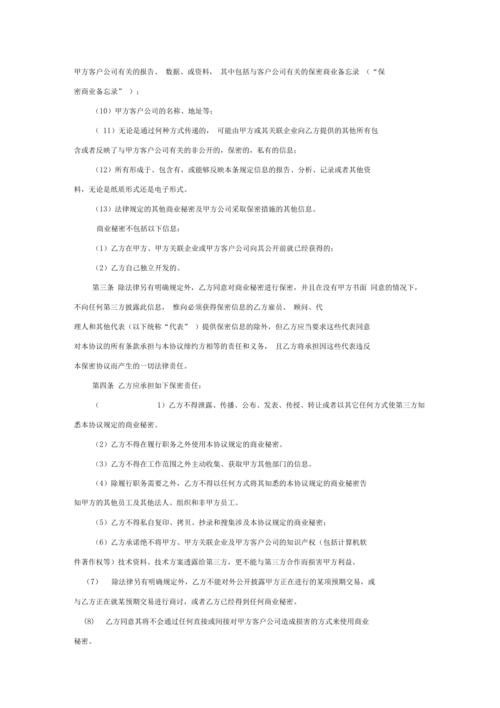 甲方客户公司有关的报告、 数据、或资料， 其中包括与客户公司有关的保密商业备忘录 （“保
密商业备忘录” ）；
（10）甲方客户公司的名称、地址等；
（ 11）无论是通过何种方式传递的， 可能由甲方或其关联企业向乙方提供的其他所有包
含或者反映了与甲方客户公司有关的非公开的，保密的，私有的信息；
（12）所有形成于、包含有，或能够反映本条规定信息的报告、分析、记录或者其他资
料，无论是纸质形式还是电子形式。
（13）法律规定的其他商业秘密及甲方公司采取保密措施的其他信息。
商业秘密不包括以下信息：
（1）乙方在甲方、甲方关联企业或甲方客户公司向其公开前就已经获得的；
（2）乙方自己独立开发的。
第三条 除法律另有明确规定外，乙方同意对商业秘密进行保密，并且在没有甲方书面 同意的情况下，
不向任何第三方披露此信息， 惟向必须获得保密信息的乙方雇员、 顾问、代
理人和其他代表（以下统称“代表” ）提供保密信息的除外，但乙方应当要求这些代表同意
对本协议的所有条款承担与本协议缔约方相等的责任和义务， 且乙方将承担因这些代表违反
本保密协议而产生的一切法律责任。
第四条 乙方应承担如下保密责任：
（ 1）乙方不得泄露、传播、公布、发表、传授、转让或者以其它任何方式使第三方知
悉本协议规定的商业秘密。
（2）乙方不得在履行职务之外使用本协议规定的商业秘密。
（3）乙方不得在工作范围之外主动收集、获取甲方其他部门的信息。
（4）除履行职务需要之外，乙方不得以任何方式将其知悉的本协议规定的商业秘密告
知甲方的其他员工及其他法人、组织和非甲方员工。
（5）乙方不得私自复印、拷贝、抄录和搜集涉及本协议规定的商业秘密；
（6）乙方承诺绝不将甲方、甲方关联企业及甲方客户公司的知识产权（包括计算机软
件著作权等）技术资料、技术方案透露给第三方，更不能与第三方合作而损害甲方利益。
（7） 除法律另有明确规定外，乙方不能对外公开披露甲方正在进行的某项预期交易，或
与乙方正在就某预期交易进行商讨，或者乙方已经得到任何商业秘密。
(8) 乙方同意其将不会通过任何直接或间接对甲方客户公司造成损害的方式来使用商业
秘密。